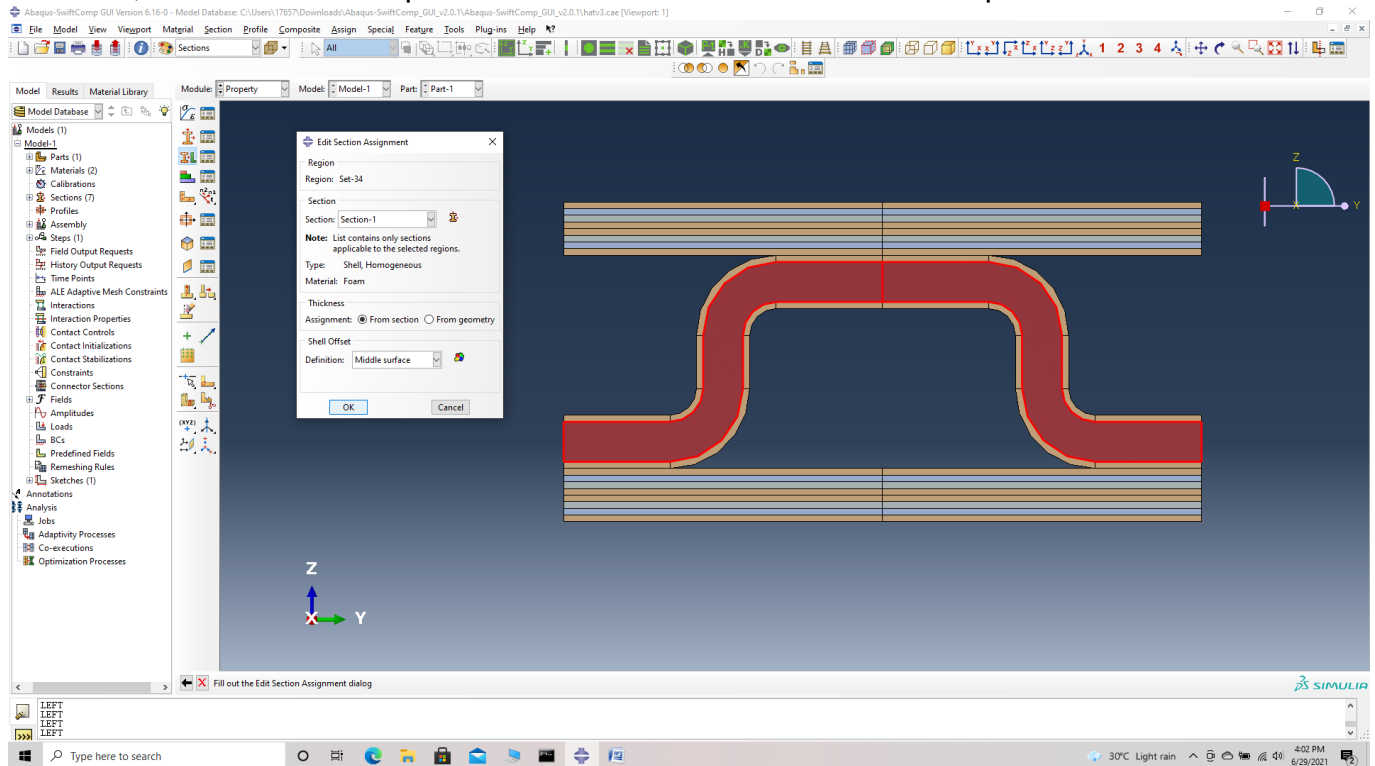 Abaqus-SwiftComp GUI Version 6.16-0 - Model Database: C:\Users\17657\Downloads\Abaqus-SwiftComp_GUI_v2.0.1\Abaqus-SwiftComp_GUI_v2.0.1\hatv3.cae [Viewport: 1]
File Model View Viewport Material Section Profile Composite Assign Special Feature Tools Plug-ins Help
Sections All 1 2 3 4
Model Results Material Library Module: Property Model: Model-1 Part: Part-1
Model Database
Models (1)
Model-1
Parts (1)
Materials (2)
Calibrations
Sections (7)
Profiles
Assembly
Steps (1)
Field Output Requests
History Output Requests
Time Points
ALE Adaptive Mesh Constraints
Interactions
Interaction Properties
Contact Controls
Contact Initializations
Contact Stabilizations
Constraints
Connector Sections
Fields
Amplitudes
Loads
BCs
Predefined Fields
Remeshing Rules
Sketches (1)
Annotations
Analysis
Jobs
Adaptivity Processes
Co-executions
Optimization Processes
Edit Section Assignment
Region
Region: Set-34
Section
Section: Section-1
Note: List contains only sections
applicable to the selected regions.
Type: Shell, Homogeneous
Material: Foam
Thickness
Assignment: From section From geometry
Shell Offset
Definition: Middle surface
OK Cancel
Z
X Y
Z
X Y
Fill out the Edit Section Assignment dialog
SIMULIA
LEFT
LEFT
LEFT
LEFT
Type here to search
30°C Light rain
4:02 PM
6/29/2021